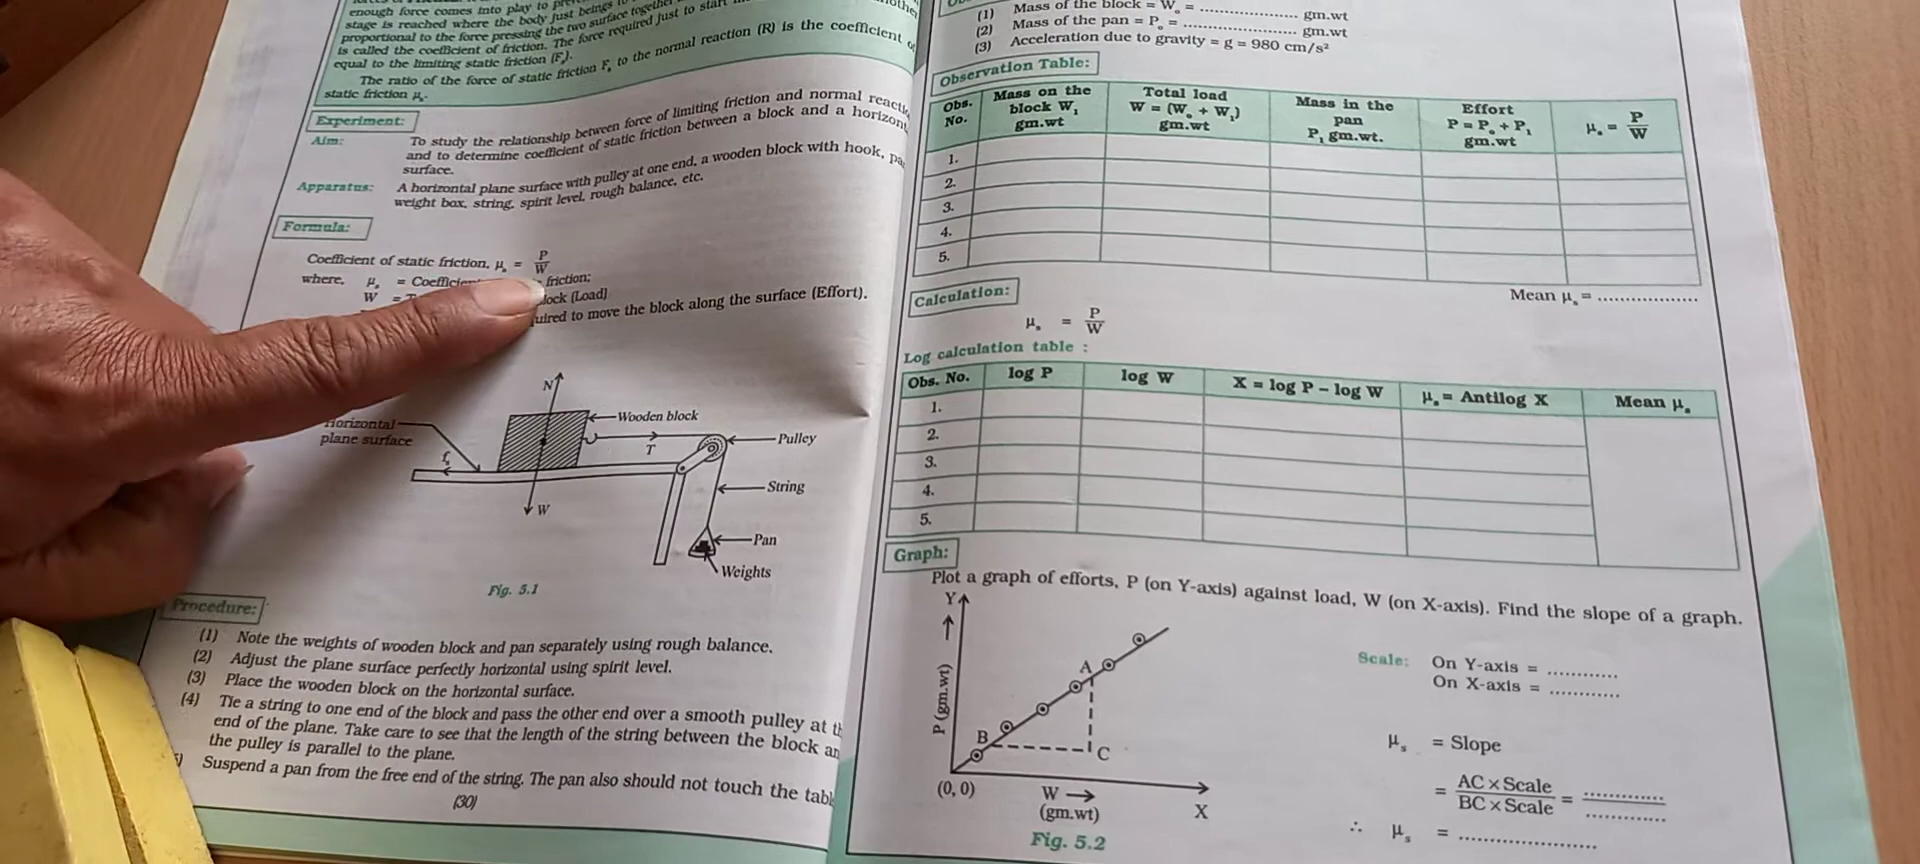 enough force comes into play to
stage is reached where the body just beings to
proportional to the force pressing the two surface together
is called the coefficient of friction. The force required just to start
equal to the limiting static friction (Fs).
The ratio of the force of static friction Fs to the normal reaction (R) is the coefficient
static friction μs.
Experiment:
Aim: To study the relationship between force of limiting friction and normal
and to determine coefficient of static friction between a block and a
surface.
Apparatus: A horizontal plane surface with pulley at one end, a wooden block with hook,
weight box, string, spirit level, rough balance, etc.
Formula:
Coefficient of static friction, μs = P/W
where, μs = friction;
W = (Load)
to move the block along the surface (Effort).
N
Wooden block
Horizontal
plane surface
fs
T
Pulley
String
W
Pan
Weights
Fig. 5.1
Procedure:
(1) Note the weights of wooden block and pan separately using rough balance.
(2) Adjust the plane surface perfectly horizontal using spirit level.
(3) Place the wooden block on the horizontal surface.
(4) Tie a string to one end of the block and pass the other end over a smooth pulley at
end of the plane. Take care to see that the length of the string between the block
the pulley is parallel to the plane.
Suspend a pan from the free end of the string. The pan also should not touch the
(30)
(1) Mass of the block = W₀ = .................... gm.wt
(2) Mass of the pan = P₀ = .................... gm.wt
(3) Acceleration due to gravity = g = 980 cm/s²
Observation Table:
Obs. No. Mass on the block W₁ gm.wt Total load W = (W₀ + W₁) gm.wt Mass in the pan P₁ gm.wt. Effort P = P₀ + P₁ gm.wt μs = P/W
1.
2.
3.
4.
5.
Mean μs = ....................
Calculation:
μs = P/W
Log calculation table :
Obs. No. log P log W X = log P – log W μs = Antilog X Mean μs
1.
2.
3.
4.
5.
Graph:
Plot a graph of efforts, P (on Y-axis) against load, W (on X-axis). Find the slope of a graph.
Y
P (gm.wt)
A
B
C
(0, 0)
W
(gm.wt)
X
Fig. 5.2
Scale: On Y-axis = ............
On X-axis = ............
μs = Slope
= AC × Scale / BC × Scale = ............ / ............
∴ μs = ....................